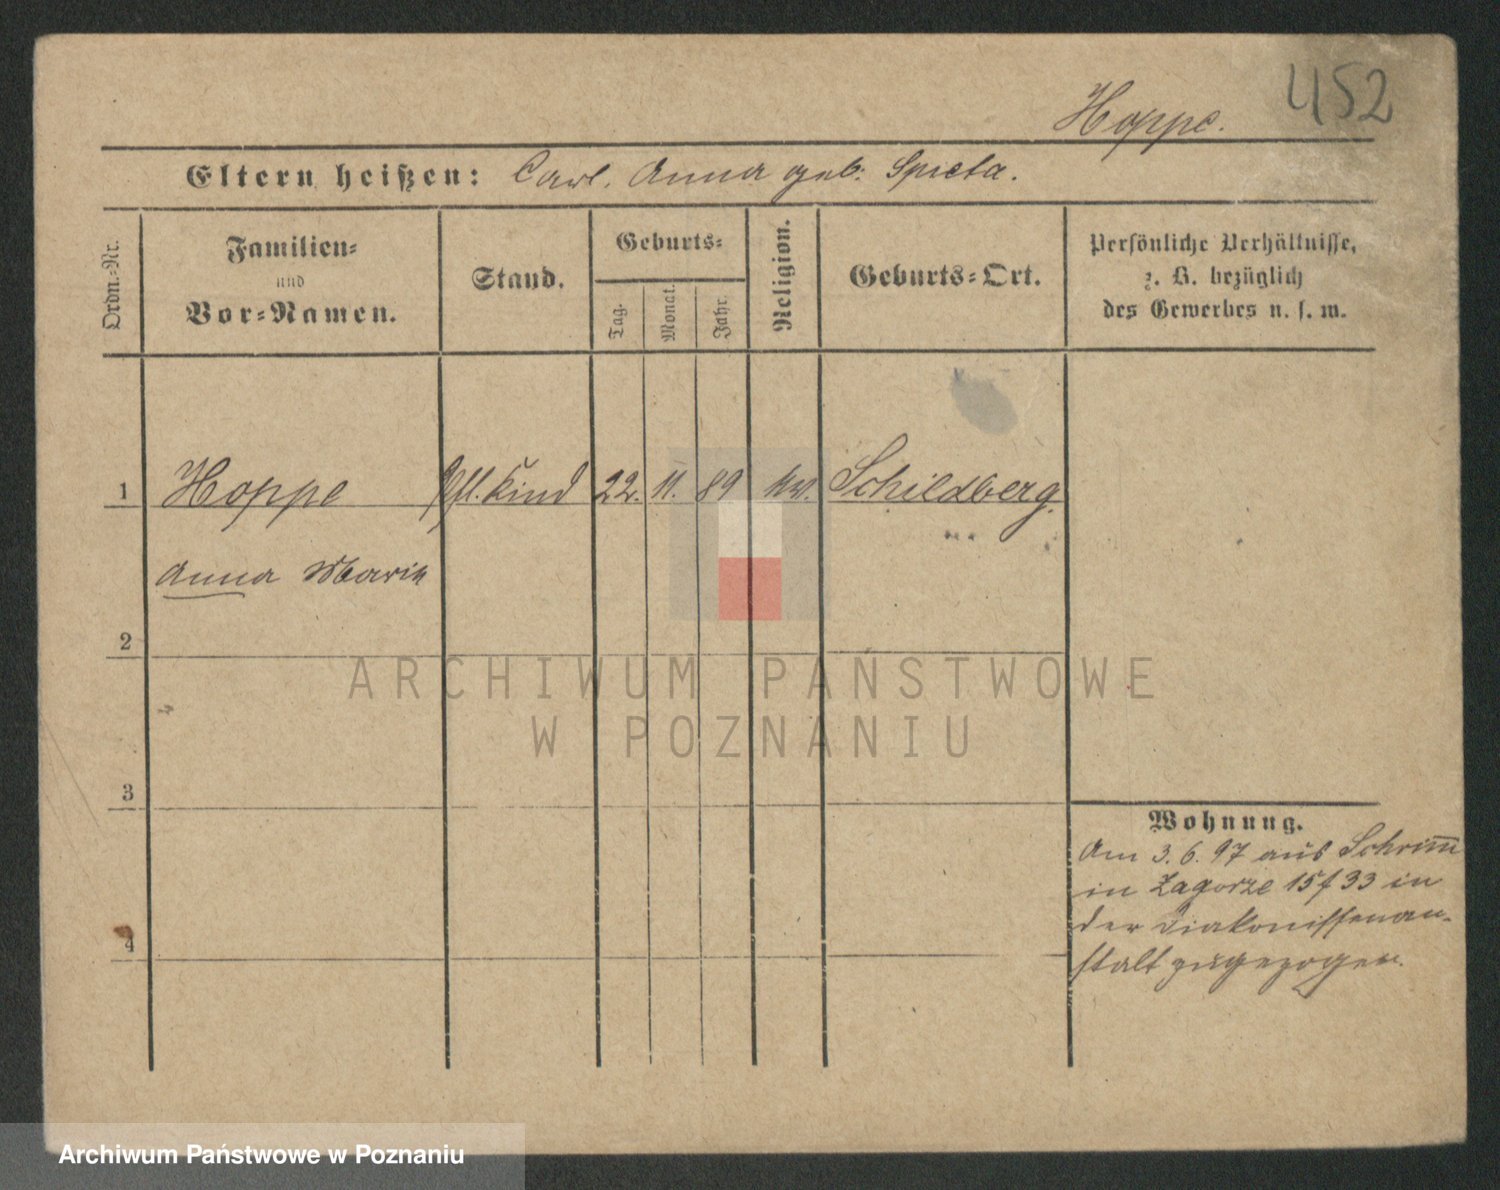 452
Hoppe.
Eltern heißen: Carl. Anna geb: Spieta.
Ordn.-Nr.
Familien-
und
Vor-Namen.
Stand.
Geburts-
Tag.
Monat.
Jahr.
Religion.
Geburts-Ort.
Persönliche Verhältnisse,
z. B. bezüglich
des Gewerbes u. s. w.
1 Hoppe Pfl. Kind 22. 11. 89 Schildberg.
Anna Marie
2
3
4
Wohnung.
Am 3. 6. 97 aus Schrimm
in Zagorze 15/33 in
der Diakonissenan-
stalt zugezogen.
ARCHIWUM PAŃSTWOWE
W POZNANIU
Archiwum Państwowe w Poznaniu